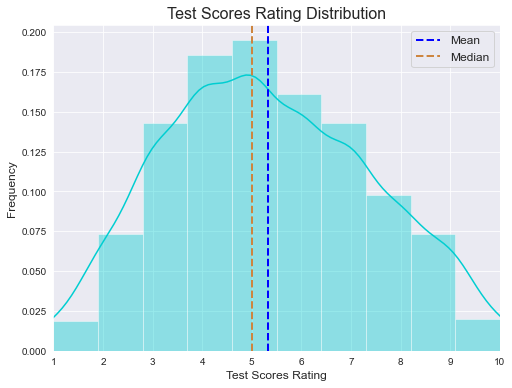 Test Scores Rating Distribution
Mean
Median
0.200
0.175
0.150
0.125
0.100
0.075
0.050
0.025
0.000
Frequency
1 2 3 4 5 6 7 8 9 10
Test Scores Rating